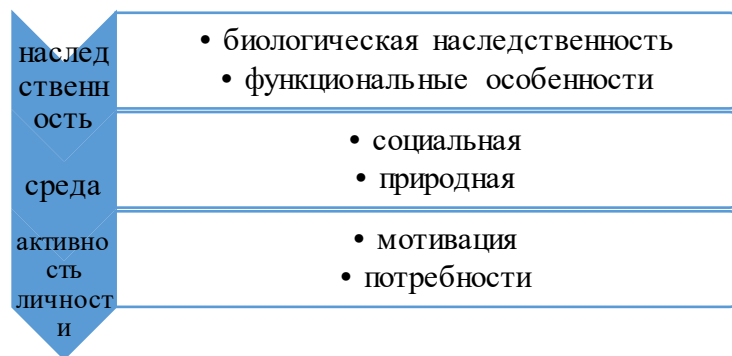 наслед
ственн
ость
• биологическая наследственность
• функциональные особенности
среда
• социальная
• природная
активно
сть
личност
и
• мотивация
• потребности